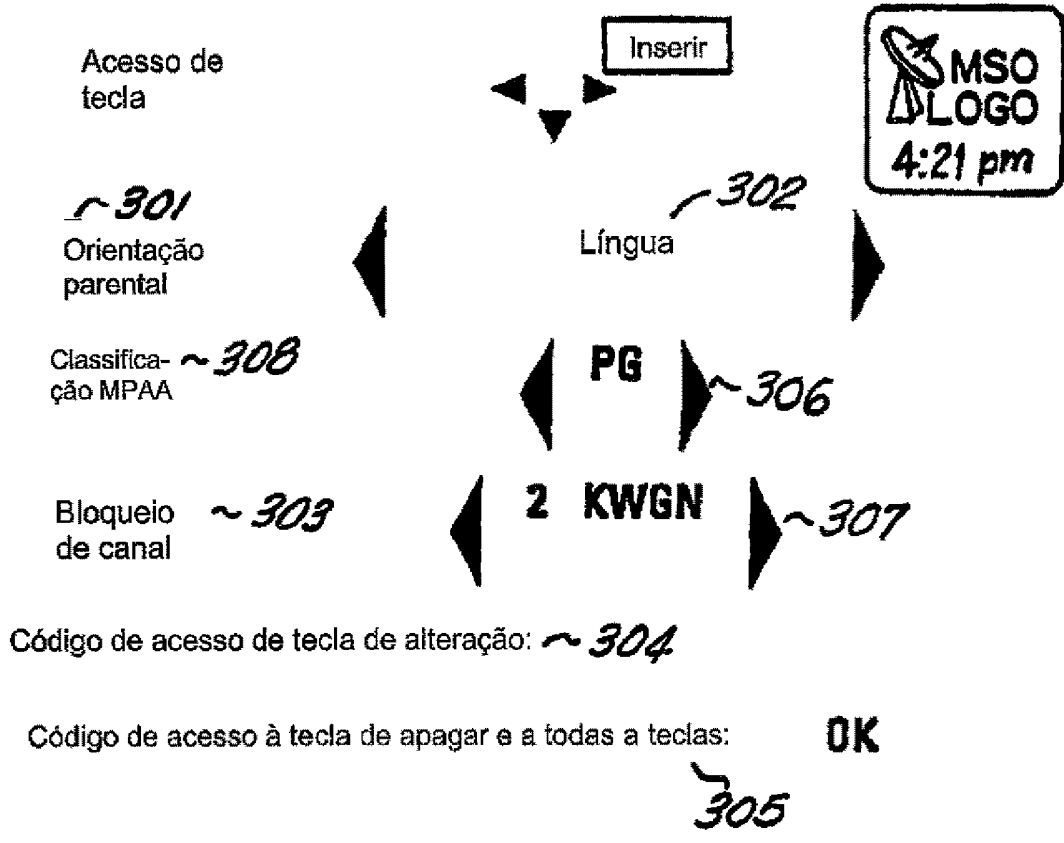 Acesso de
tecla
Inserir
MSO
LOGO
4:21 pm
301
Orientação
parental
302
Língua
Classifica-
ção MPAA
308
PG
306
Bloqueio
de canal
303
2 KWGN
307
Código de acesso de tecla de alteração:
304
Código de acesso à tecla de apagar e a todas a teclas:
OK
305